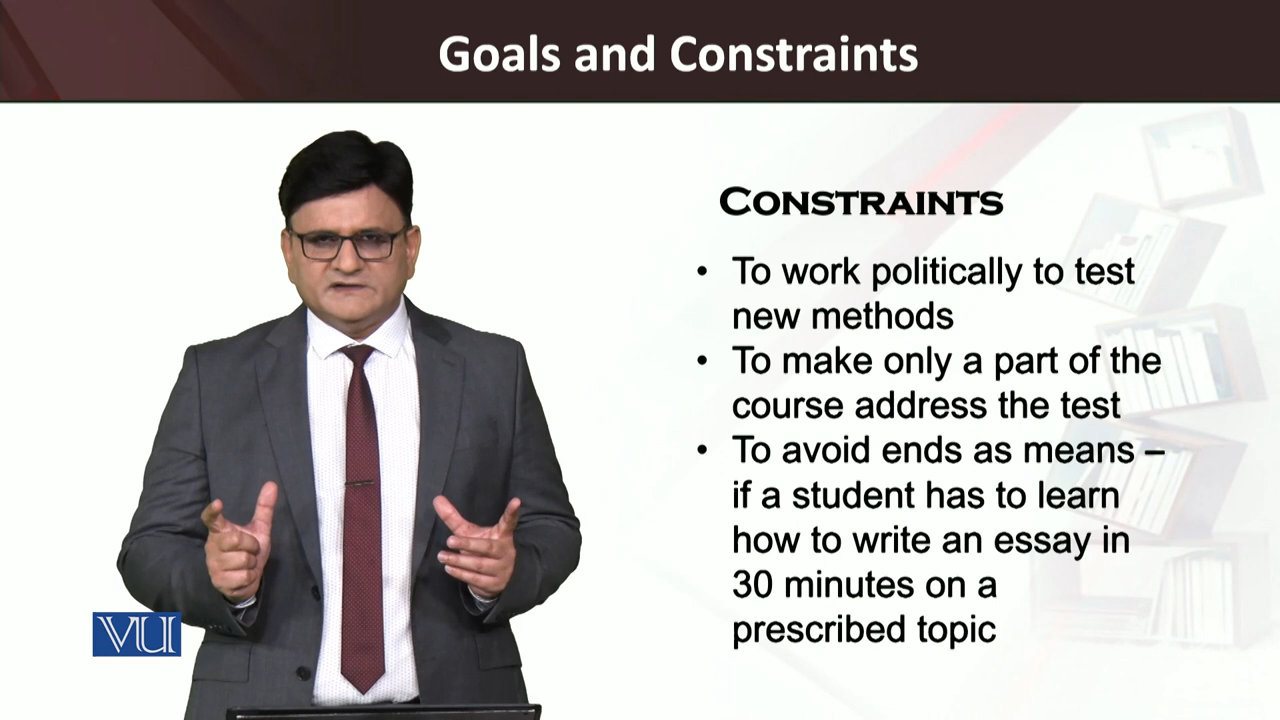 Goals and Constraints
CONSTRAINTS
• To work politically to test
new methods
• To make only a part of the
course address the test
• To avoid ends as means –
if a student has to learn
how to write an essay in
30 minutes on a
prescribed topic
VU